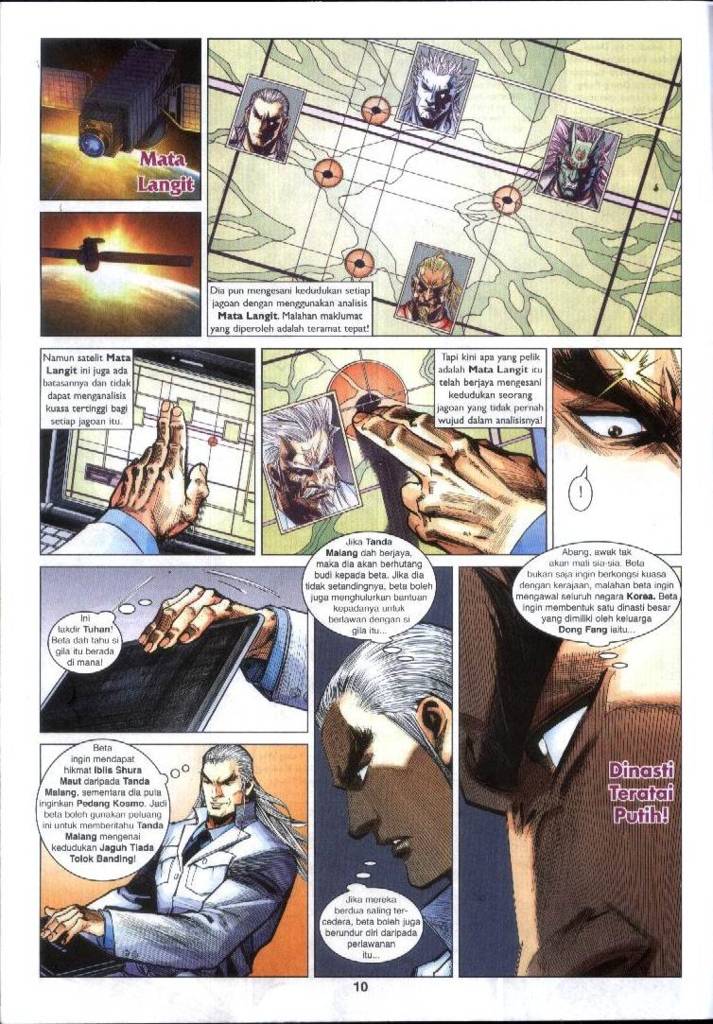 Mata
Langit
Dia pun mengesani kedudukan setiap
jagoan dengan menggunakan analisis
Mata Langit. Malahan maklumat
yang diperoleh adalah teramat tepat!
Namun satelit Mata
Langit ini juga ada
batasannya dan tidak
dapat menganalisis
kuasa tertinggi bagi
setiap jagoan itu.
Tapi kini apa yang pelik
adalah Mata Langit itu
telah berjaya mengesani
kedudukan seorang
jagoan yang tidak pernah
wujud dalam analisisnya!
!
Ini
takdir Tuhan!
Beta dah tahu si
gila itu berada
di mana!
Jika Tanda
Malang dah berjaya,
maka dia akan berhutang
budi kepada beta. Jika dia
tidak setandingnya, beta boleh
juga menghulurkan bantuan
kepadanya untuk
berlawan dengan si
gila itu...
Abang, awak tak
akan mati sia-sia. Beta
bukan saja ingin berkongsi kuasa
dengan kerajaan, malahan beta ingin
mengawal seluruh negara Korea. Beta
ingin membentuk satu dinasti besar
yang dimiliki oleh keluarga
Dong Fang iaitu...
Beta
ingin mendapat
hikmat Iblis Shura
Maut daripada Tanda
Malang, sementara dia pula
inginkan Pedang Kosmo. Jadi
beta boleh gunakan peluang
ini untuk memberitahu Tanda
Malang mengenai
kedudukan Jaguh Tiada
Tolok Banding!
Jika mereka
berdua saling ter-
cedera, beta boleh juga
berundur diri daripada
perlawanan
itu...
Dinasti
Teratai
Putih!
10